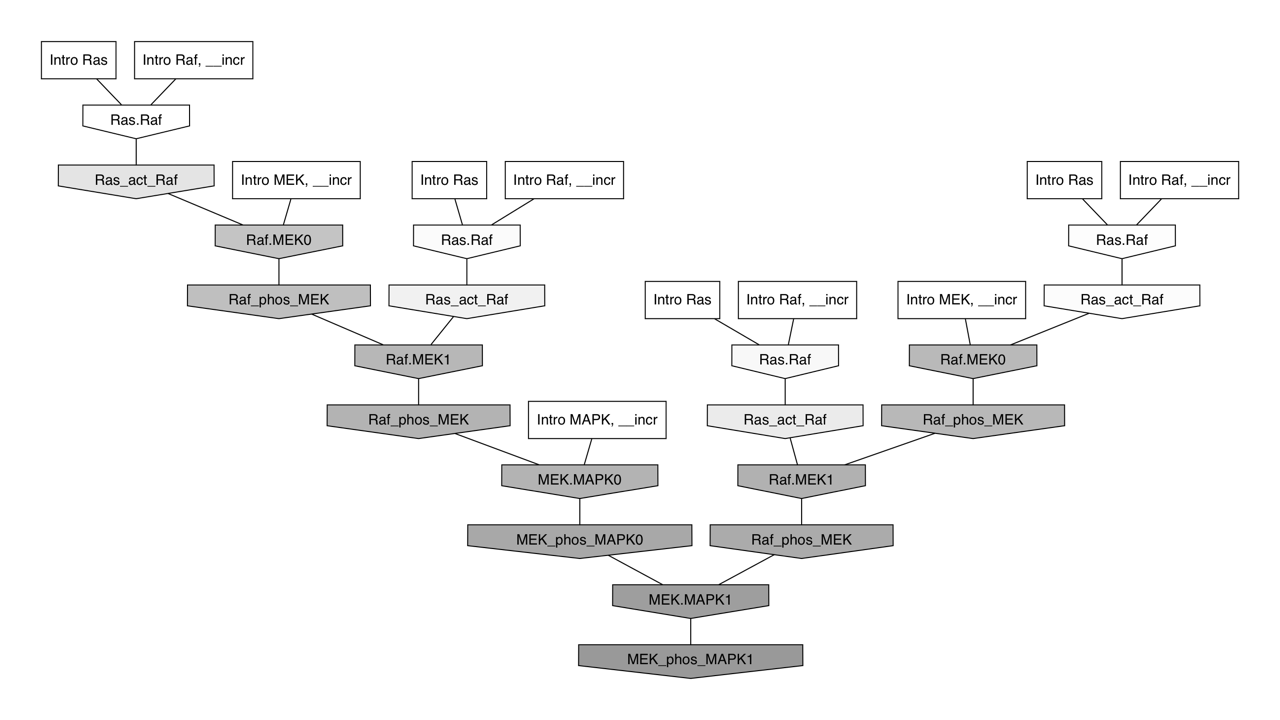 Intro Ras
Intro Raf, __incr
Ras.Raf
Ras_act_Raf
Intro MEK, __incr
Intro Ras
Intro Raf, __incr
Intro Ras
Intro Raf, __incr
Raf.MEK0
Ras.Raf
Ras.Raf
Raf_phos_MEK
Ras_act_Raf
Intro Ras
Intro Raf, __incr
Intro MEK, __incr
Ras_act_Raf
Raf.MEK1
Ras.Raf
Raf.MEK0
Raf_phos_MEK
Intro MAPK, __incr
Ras_act_Raf
Raf_phos_MEK
MEK.MAPK0
Raf.MEK1
MEK_phos_MAPK0
Raf_phos_MEK
MEK.MAPK1
MEK_phos_MAPK1